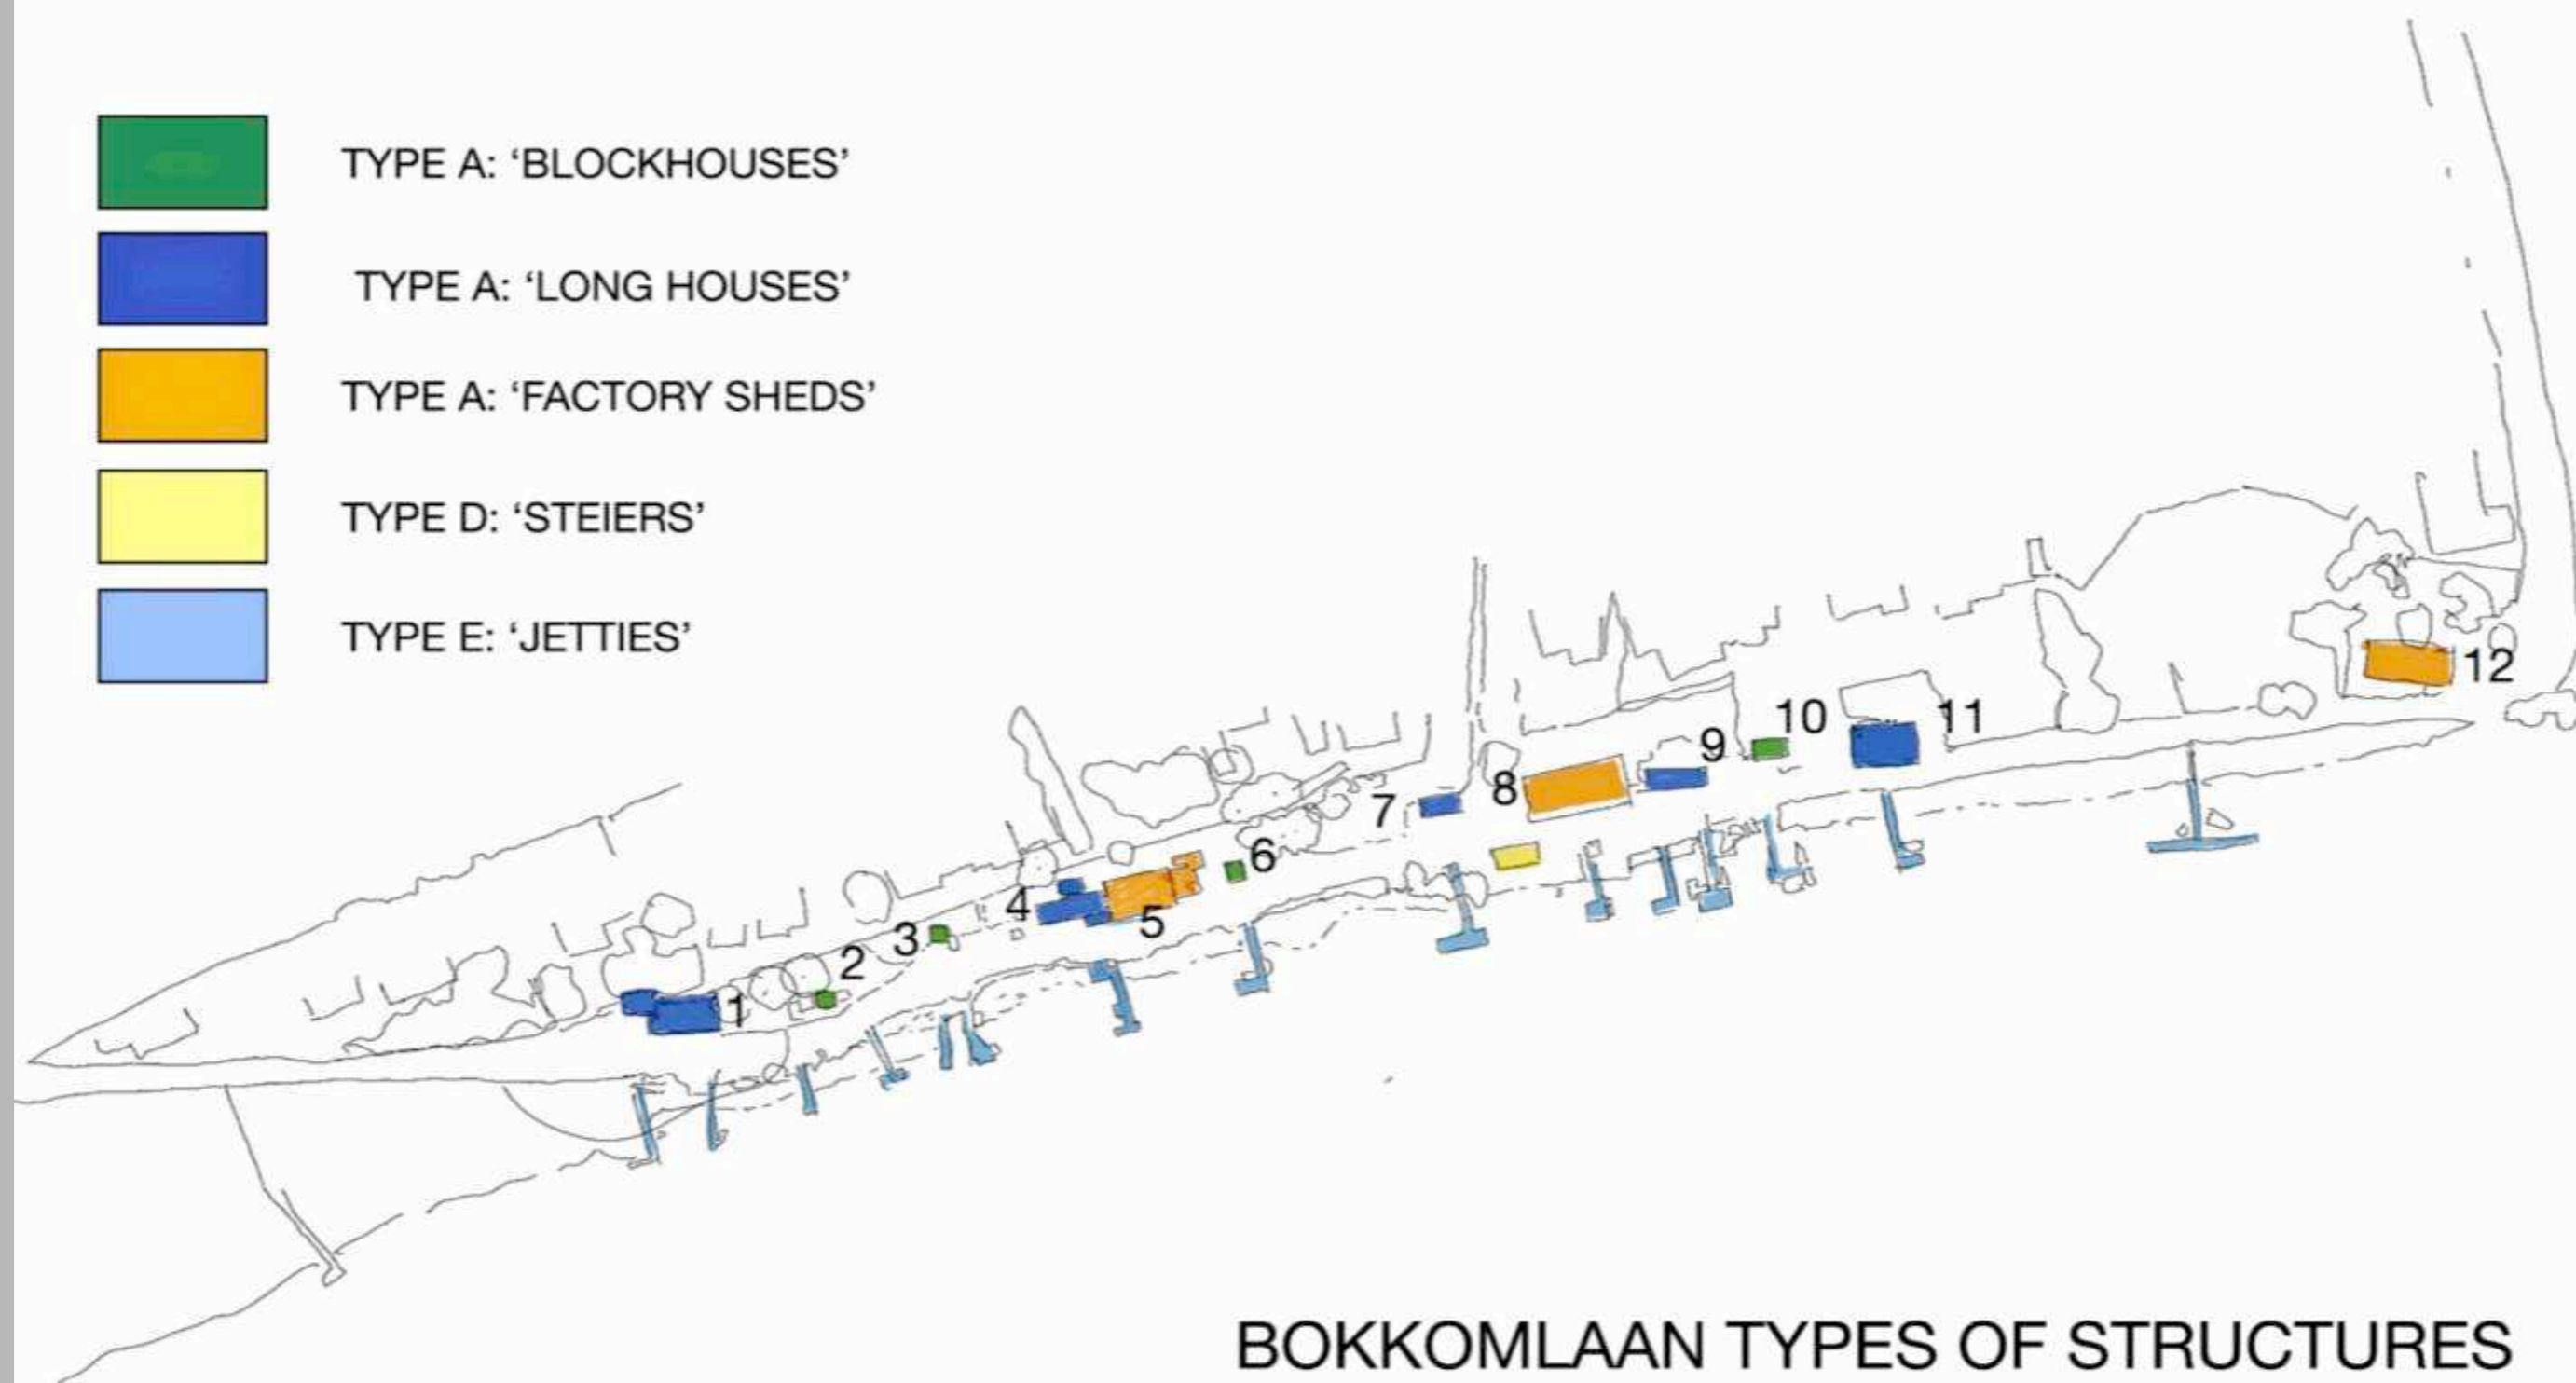 TYPE A: ‘BLOCKHOUSES’
TYPE A: ‘LONG HOUSES’
TYPE A: ‘FACTORY SHEDS’
TYPE D: ‘STEIERS’
TYPE E: ‘JETTIES’
1
2
3
4
5
6
7
8
9
10
11
12
BOKKOMLAAN TYPES OF STRUCTURES